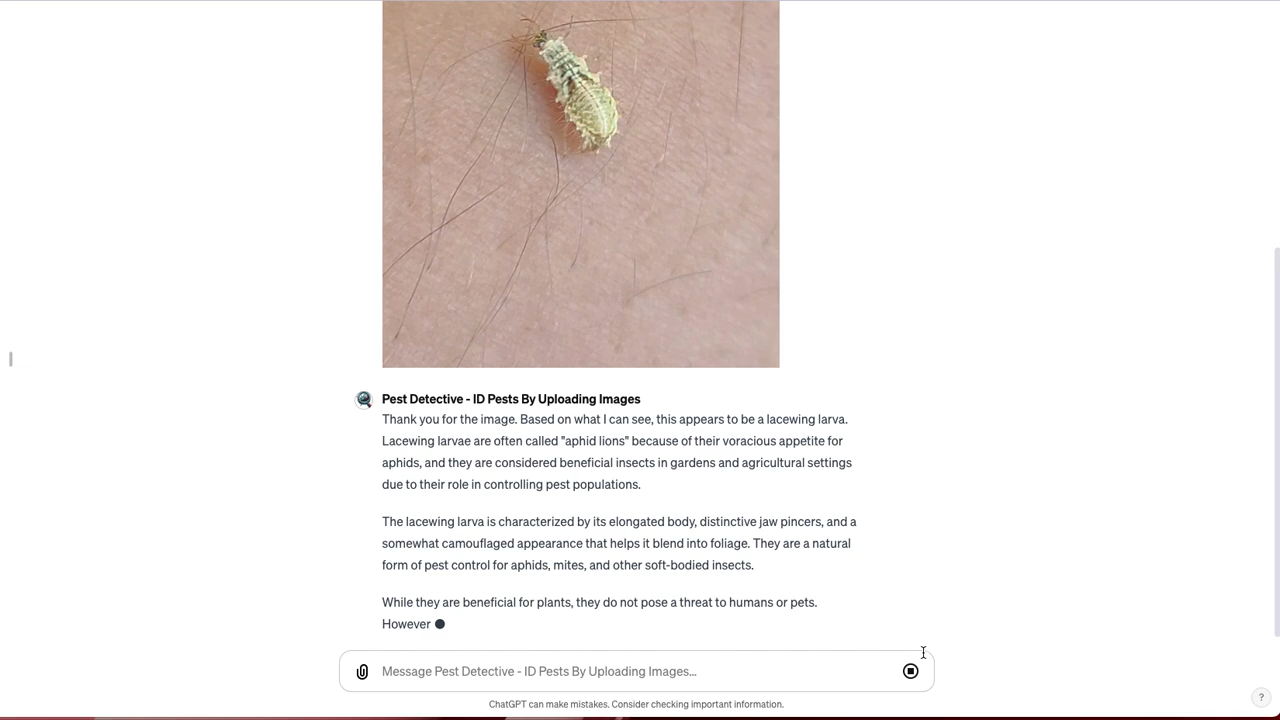 Pest Detective - ID Pests By Uploading Images
Thank you for the image. Based on what I can see, this appears to be a lacewing larva.
Lacewing larvae are often called "aphid lions" because of their voracious appetite for
aphids, and they are considered beneficial insects in gardens and agricultural settings
due to their role in controlling pest populations.
The lacewing larva is characterized by its elongated body, distinctive jaw pincers, and a
somewhat camouflaged appearance that helps it blend into foliage. They are a natural
form of pest control for aphids, mites, and other soft-bodied insects.
While they are beneficial for plants, they do not pose a threat to humans or pets.
However
Message Pest Detective - ID Pests By Uploading Images...
ChatGPT can make mistakes. Consider checking important information.
?